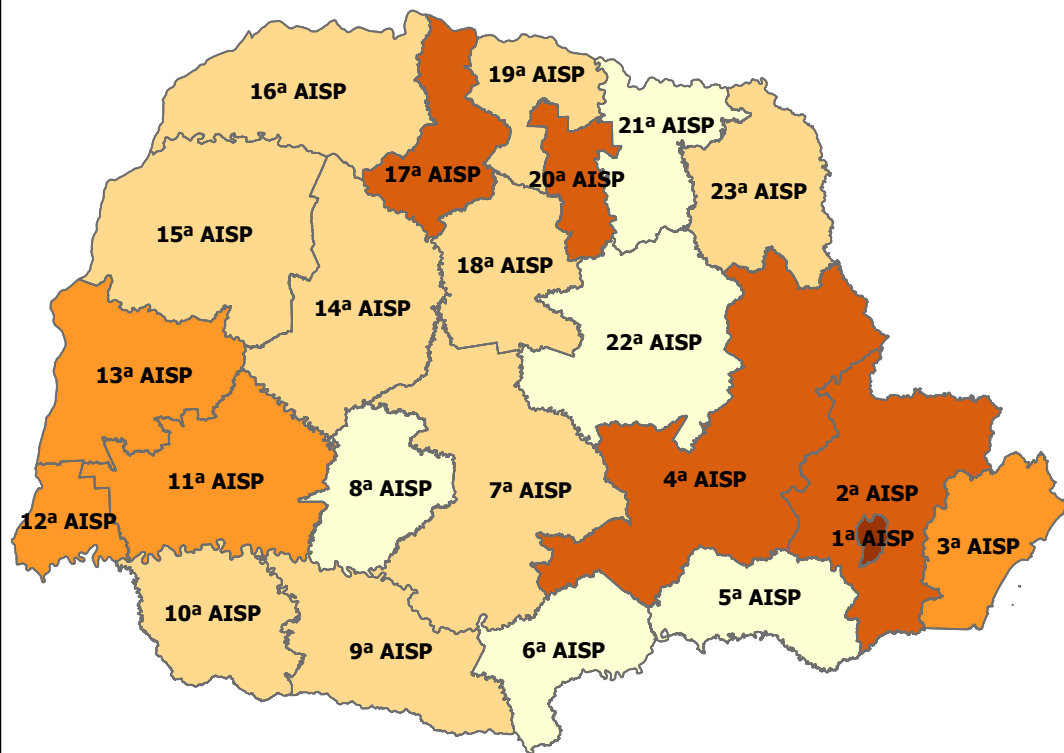 19ª AISP
16ª AISP
21ª AISP
17ª AISP
20ª AISP
23ª AISP
15ª AISP
18ª AISP
14ª AISP
22ª AISP
13ª AISP
11ª AISP
8ª AISP
7ª AISP
4ª AISP
2ª AISP
12ª AISP
1ª AISP
3ª AISP
5ª AISP
10ª AISP
9ª AISP
6ª AISP